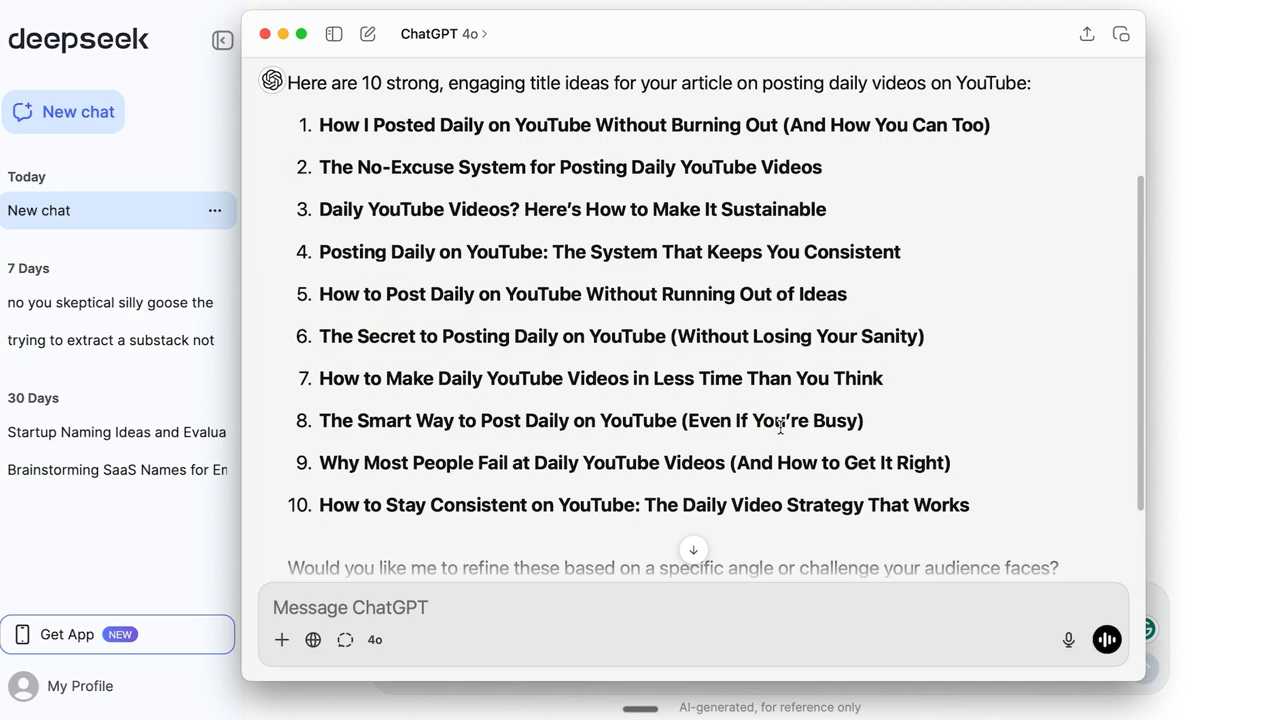 deepseek
New chat
Today
New chat
7 Days
no you skeptical silly goose the
trying to extract a substack not
30 Days
Startup Naming Ideas and Evalua
Brainstorming SaaS Names for En
Get App NEW
My Profile
ChatGPT 4o >
Here are 10 strong, engaging title ideas for your article on posting daily videos on YouTube:
1. How I Posted Daily on YouTube Without Burning Out (And How You Can Too)
2. The No-Excuse System for Posting Daily YouTube Videos
3. Daily YouTube Videos? Here's How to Make It Sustainable
4. Posting Daily on YouTube: The System That Keeps You Consistent
5. How to Post Daily on YouTube Without Running Out of Ideas
6. The Secret to Posting Daily on YouTube (Without Losing Your Sanity)
7. How to Make Daily YouTube Videos in Less Time Than You Think
8. The Smart Way to Post Daily on YouTube (Even If You're Busy)
9. Why Most People Fail at Daily YouTube Videos (And How to Get It Right)
10. How to Stay Consistent on YouTube: The Daily Video Strategy That Works
Would you like me to refine these based on a specific angle or challenge your audience faces?
Message ChatGPT
4o
AI-generated, for reference only